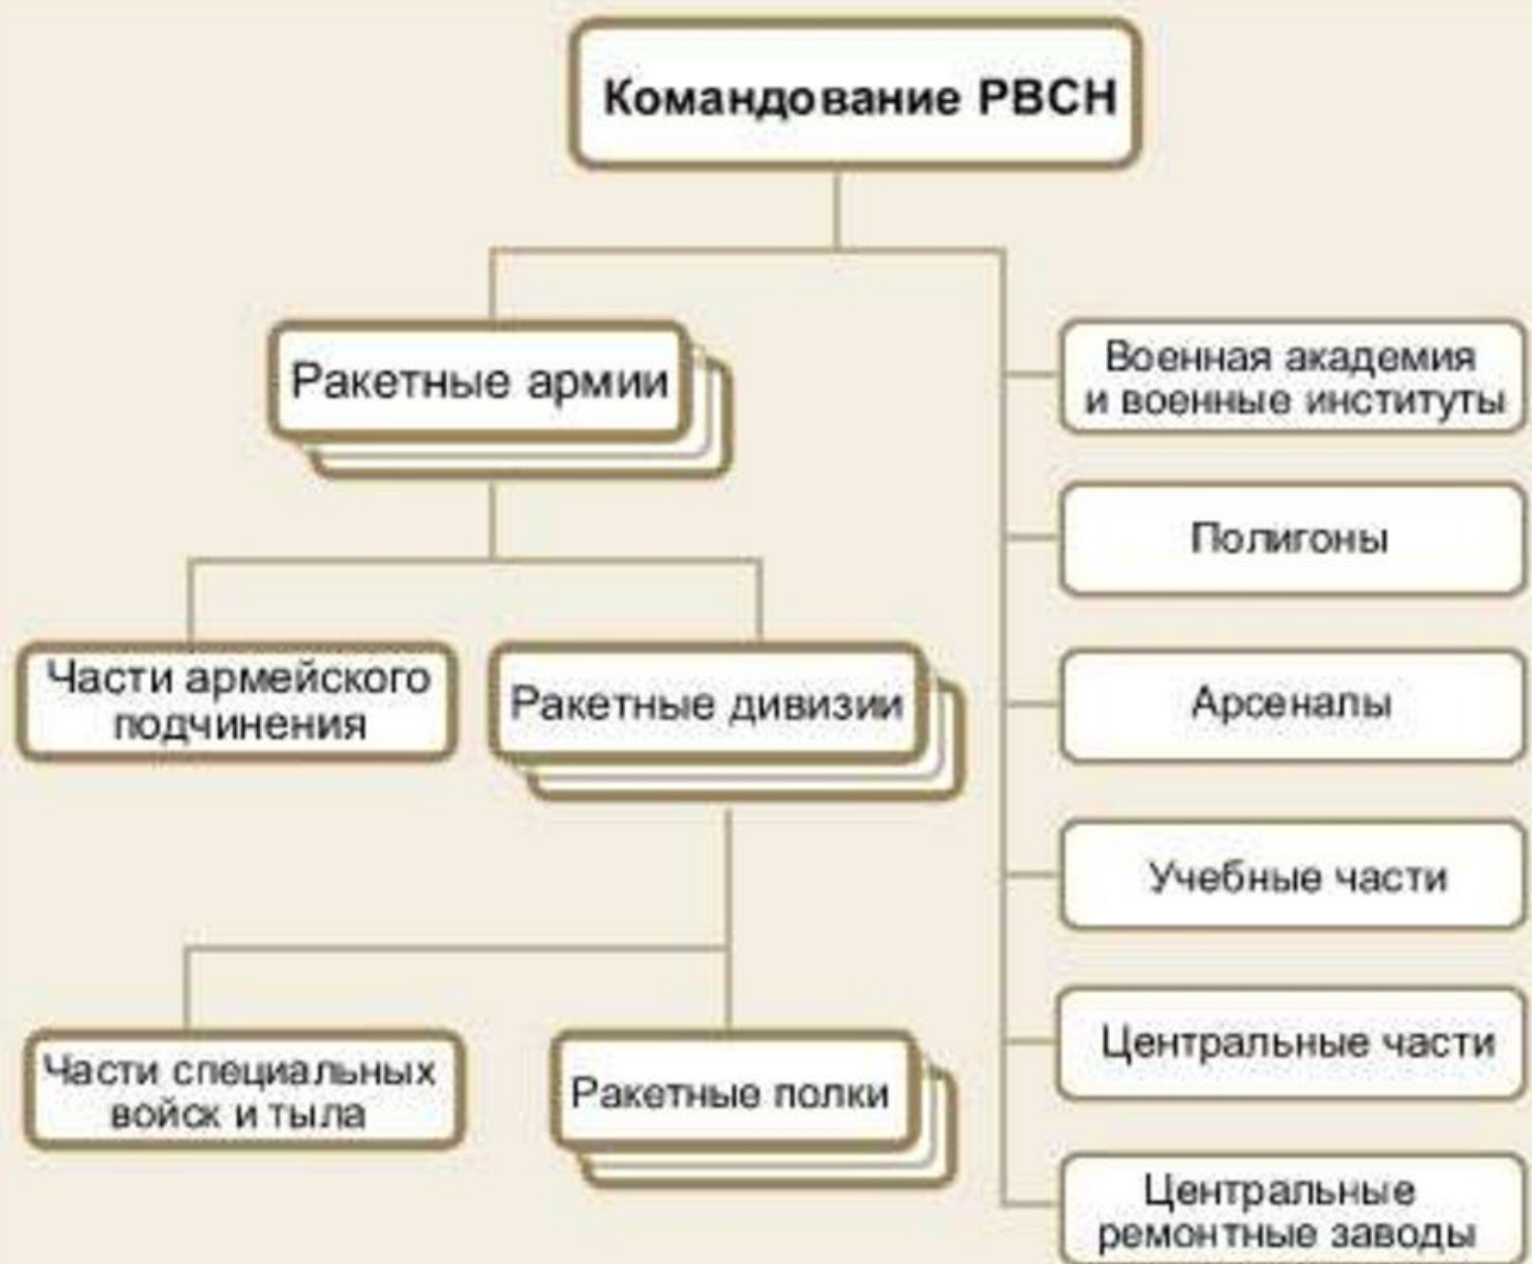 Командование РВСН
Ракетные армии
Военная академия
и военные институты
Полигоны
Части армейского
подчинения
Ракетные дивизии
Арсеналы
Учебные части
Части специальных
войск и тыла
Ракетные полки
Центральные части
Центральные
ремонтные заводы